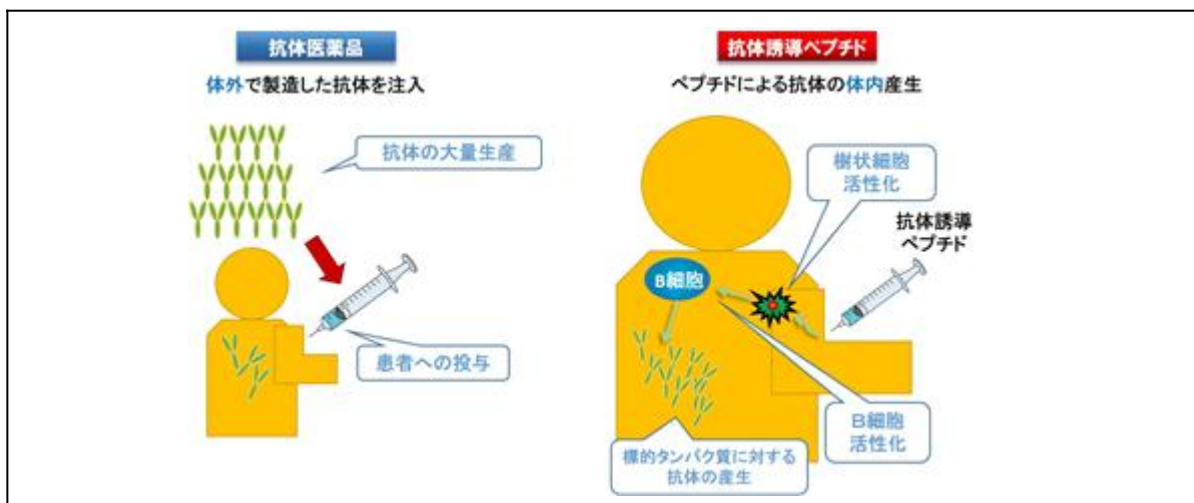 抗体医薬品
体外で製造した抗体を注入
抗体の大量生産
患者への投与
抗体誘導ペプチド
ペプチドによる抗体の体内産生
樹状細胞
活性化
抗体誘導
ペプチド
B細胞
B細胞
活性化
標的タンパク質に対する
抗体の産生